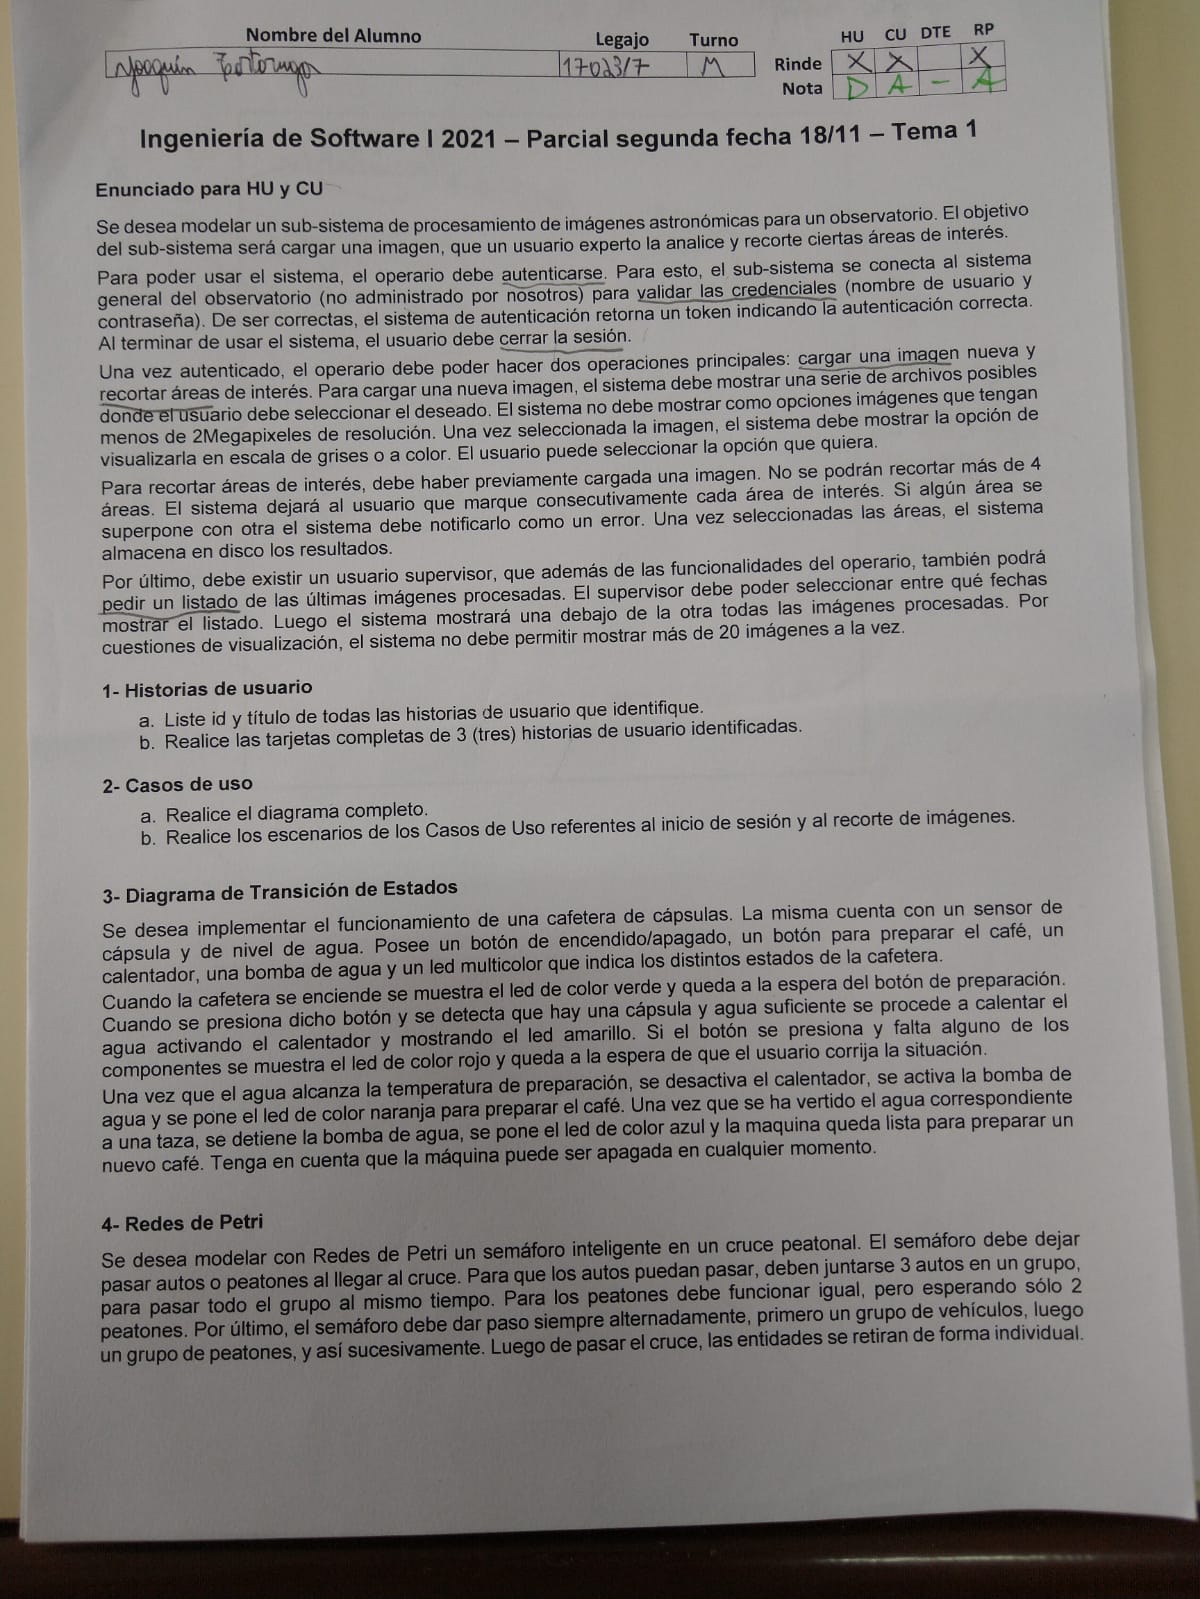 Nombre del Alumno Legajo Turno HU CU DTE RP
Joaquín 17023/7 M Rinde X X X
Nota D A - A
Ingeniería de Software I 2021 – Parcial segunda fecha 18/11 – Tema 1
Enunciado para HU y CU
Se desea modelar un sub-sistema de procesamiento de imágenes astronómicas para un observatorio. El objetivo
del sub-sistema será cargar una imagen, que un usuario experto la analice y recorte ciertas áreas de interés.
Para poder usar el sistema, el operario debe autenticarse. Para esto, el sub-sistema se conecta al sistema
general del observatorio (no administrado por nosotros) para validar las credenciales (nombre de usuario y
contraseña). De ser correctas, el sistema de autenticación retorna un token indicando la autenticación correcta.
Al terminar de usar el sistema, el usuario debe cerrar la sesión.
Una vez autenticado, el operario debe poder hacer dos operaciones principales: cargar una imagen nueva y
recortar áreas de interés. Para cargar una nueva imagen, el sistema debe mostrar una serie de archivos posibles
donde el usuario debe seleccionar el deseado. El sistema no debe mostrar como opciones imágenes que tengan
menos de 2Megapixeles de resolución. Una vez seleccionada la imagen, el sistema debe mostrar la opción de
visualizarla en escala de grises o a color. El usuario puede seleccionar la opción que quiera.
Para recortar áreas de interés, debe haber previamente cargada una imagen. No se podrán recortar más de 4
áreas. El sistema dejará al usuario que marque consecutivamente cada área de interés. Si algún área se
superpone con otra el sistema debe notificarlo como un error. Una vez seleccionadas las áreas, el sistema
almacena en disco los resultados.
Por último, debe existir un usuario supervisor, que además de las funcionalidades del operario, también podrá
pedir un listado de las últimas imágenes procesadas. El supervisor debe poder seleccionar entre qué fechas
mostrar el listado. Luego el sistema mostrará una debajo de la otra todas las imágenes procesadas. Por
cuestiones de visualización, el sistema no debe permitir mostrar más de 20 imágenes a la vez.
1- Historias de usuario
a. Liste id y título de todas las historias de usuario que identifique.
b. Realice las tarjetas completas de 3 (tres) historias de usuario identificadas.
2- Casos de uso
a. Realice el diagrama completo.
b. Realice los escenarios de los Casos de Uso referentes al inicio de sesión y al recorte de imágenes.
3- Diagrama de Transición de Estados
Se desea implementar el funcionamiento de una cafetera de cápsulas. La misma cuenta con un sensor de
cápsula y de nivel de agua. Posee un botón de encendido/apagado, un botón para preparar el café, un
calentador, una bomba de agua y un led multicolor que indica los distintos estados de la cafetera.
Cuando la cafetera se enciende se muestra el led de color verde y queda a la espera del botón de preparación.
Cuando se presiona dicho botón y se detecta que hay una cápsula y agua suficiente se procede a calentar el
agua activando el calentador y mostrando el led amarillo. Si el botón se presiona y falta alguno de los
componentes se muestra el led de color rojo y queda a la espera de que el usuario corrija la situación.
Una vez que el agua alcanza la temperatura de preparación, se desactiva el calentador, se activa la bomba de
agua y se pone el led de color naranja para preparar el café. Una vez que se ha vertido el agua correspondiente
a una taza, se detiene la bomba de agua, se pone el led de color azul y la maquina queda lista para preparar un
nuevo café. Tenga en cuenta que la máquina puede ser apagada en cualquier momento.
4- Redes de Petri
Se desea modelar con Redes de Petri un semáforo inteligente en un cruce peatonal. El semáforo debe dejar
pasar autos o peatones al llegar al cruce. Para que los autos puedan pasar, deben juntarse 3 autos en un grupo,
para pasar todo el grupo al mismo tiempo. Para los peatones debe funcionar igual, pero esperando sólo 2
peatones. Por último, el semáforo debe dar paso siempre alternadamente, primero un grupo de vehículos, luego
un grupo de peatones, y así sucesivamente. Luego de pasar el cruce, las entidades se retiran de forma individual.